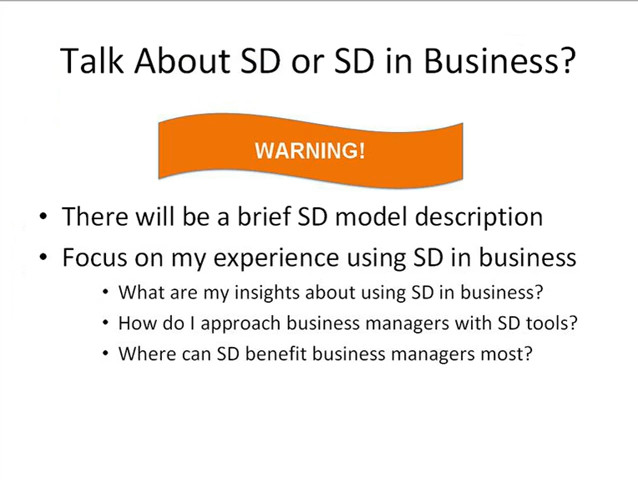 Talk About SD or SD in Business?
WARNING!
• There will be a brief SD model description
• Focus on my experience using SD in business
• What are my insights about using SD in business?
• How do I approach business managers with SD tools?
• Where can SD benefit business managers most?